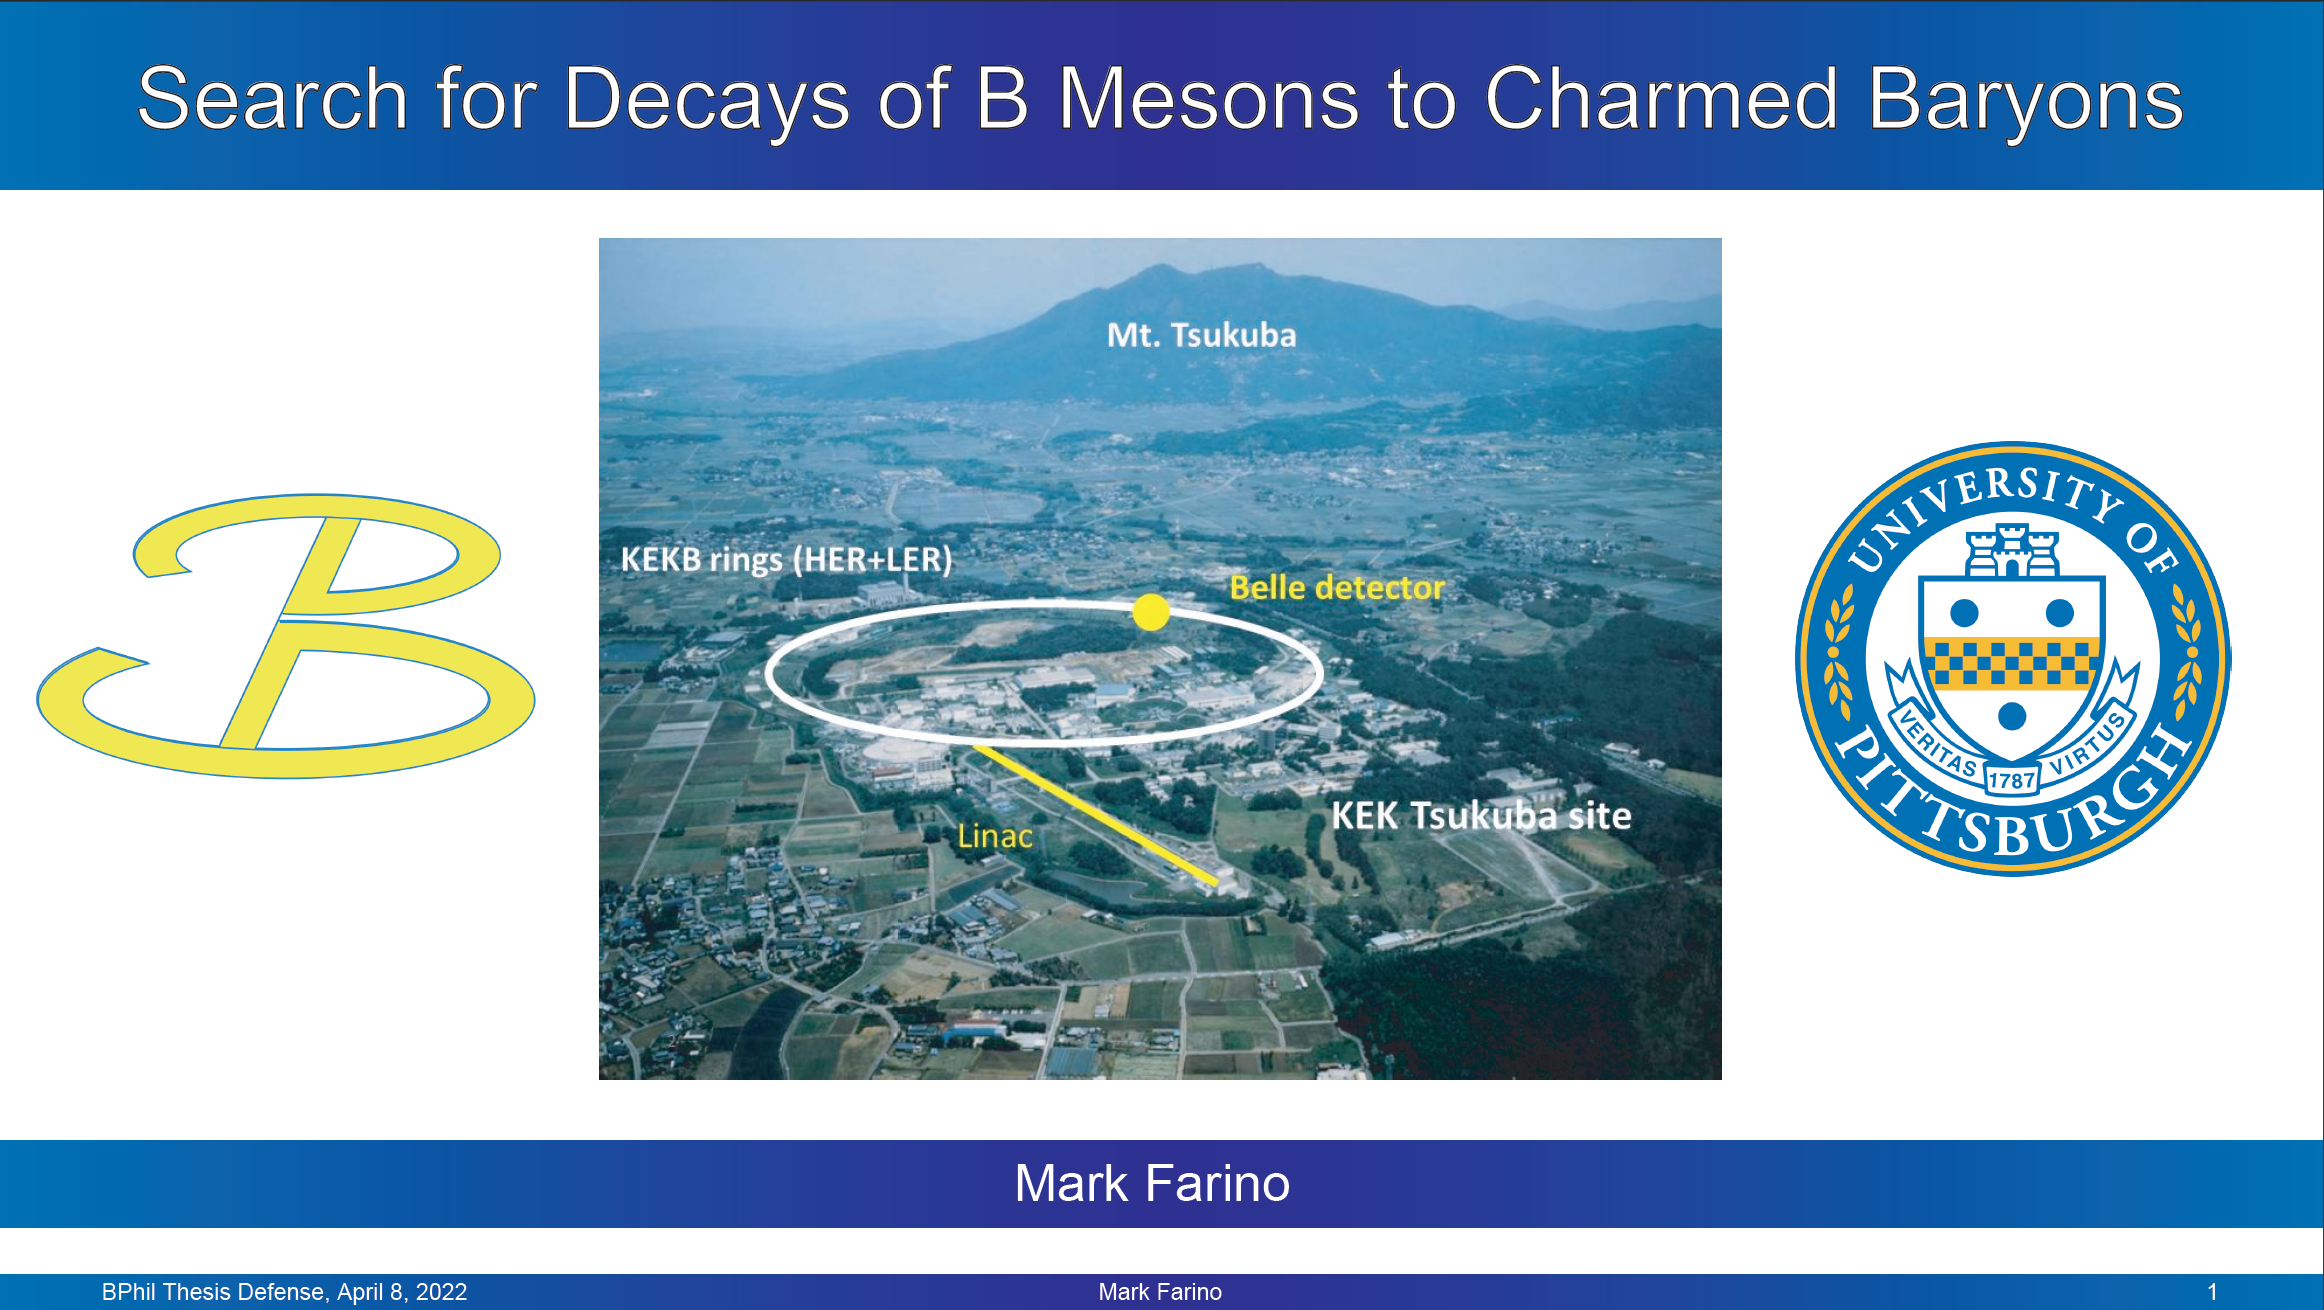 Search for Decays of B Mesons to Charmed Baryons
Mt. Tsukuba
KEKB rings (HER+LER)
Belle detector
Linac
KEK Tsukuba site
UNIVERSITY OF
PITTSBURGH
VERITAS
1787
VIRTUS
Mark Farino
BPhil Thesis Defense, April 8, 2022
Mark Farino
1